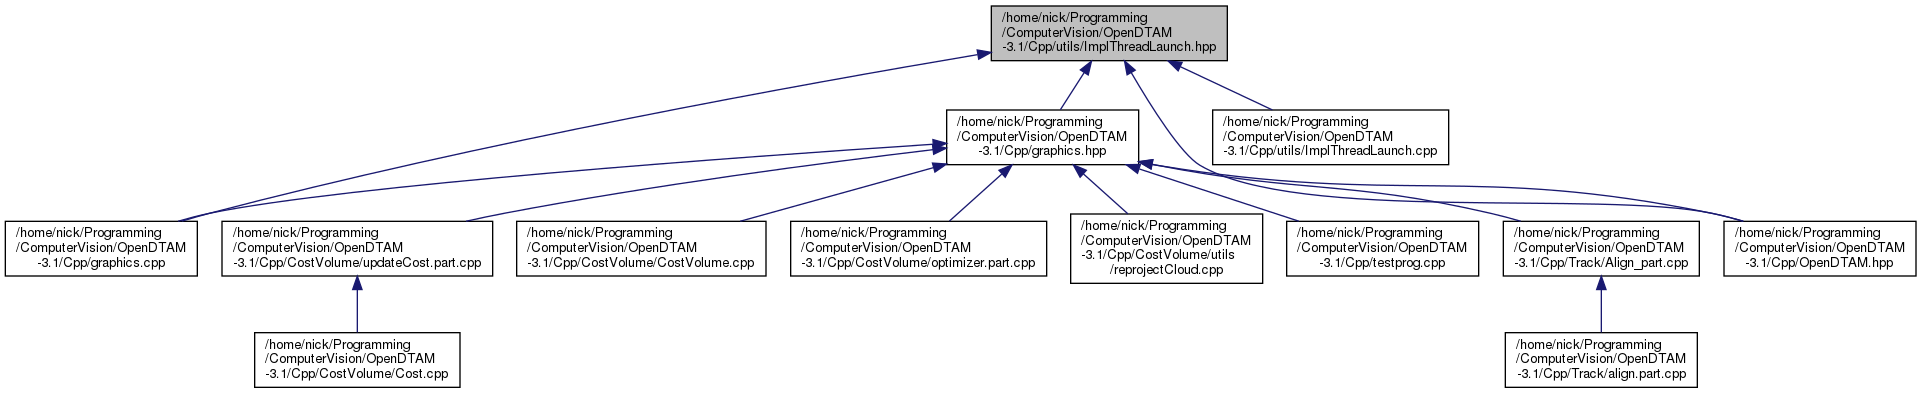 /home/nick/Programming
/ComputerVision/OpenDTAM
-3.1/Cpp/utils/ImplThreadLaunch.hpp
/home/nick/Programming
/ComputerVision/OpenDTAM
-3.1/Cpp/graphics.hpp
/home/nick/Programming
/ComputerVision/OpenDTAM
-3.1/Cpp/utils/ImplThreadLaunch.cpp
/home/nick/Programming
/ComputerVision/OpenDTAM
-3.1/Cpp/graphics.cpp
/home/nick/Programming
/ComputerVision/OpenDTAM
-3.1/Cpp/CostVolume/updateCost.part.cpp
/home/nick/Programming
/ComputerVision/OpenDTAM
-3.1/Cpp/CostVolume/CostVolume.cpp
/home/nick/Programming
/ComputerVision/OpenDTAM
-3.1/Cpp/CostVolume/optimizer.part.cpp
/home/nick/Programming
/ComputerVision/OpenDTAM
-3.1/Cpp/CostVolume/utils
/reprojectCloud.cpp
/home/nick/Programming
/ComputerVision/OpenDTAM
-3.1/Cpp/testprog.cpp
/home/nick/Programming
/ComputerVision/OpenDTAM
-3.1/Cpp/Track/Align_part.cpp
/home/nick/Programming
/ComputerVision/OpenDTAM
-3.1/Cpp/OpenDTAM.hpp
/home/nick/Programming
/ComputerVision/OpenDTAM
-3.1/Cpp/CostVolume/Cost.cpp
/home/nick/Programming
/ComputerVision/OpenDTAM
-3.1/Cpp/Track/align.part.cpp